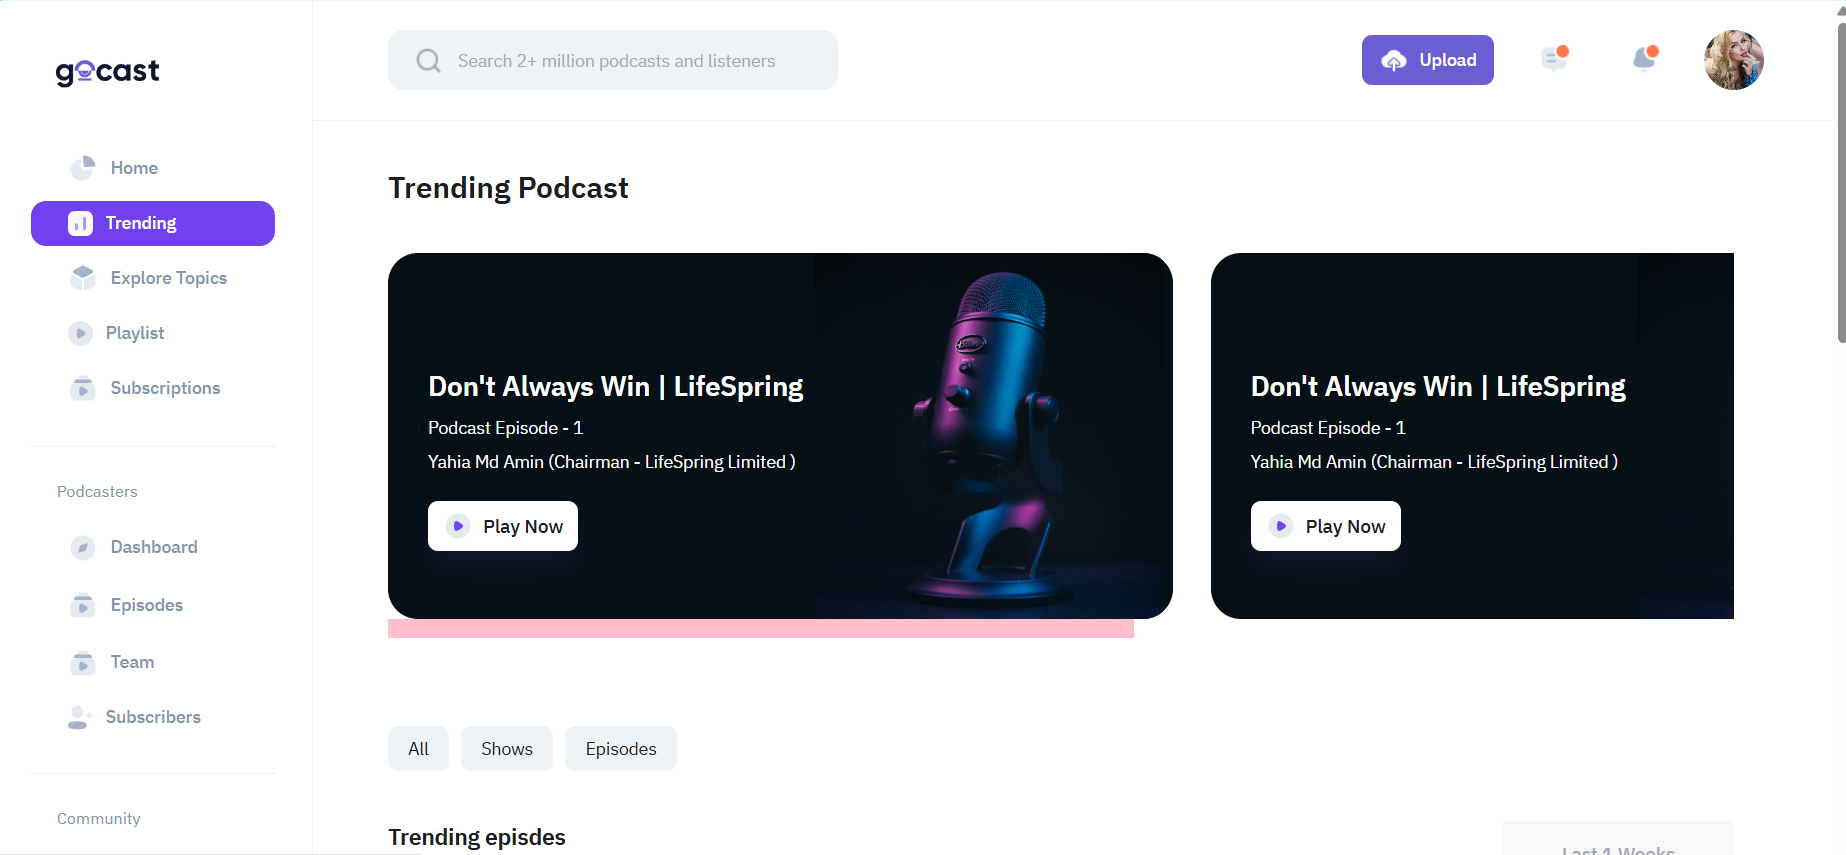 gocast
Search 2+ million podcasts and listeners
Upload
Home
Trending
Explore Topics
Playlist
Subscriptions
Podcasters
Dashboard
Episodes
Team
Subscribers
Community
Trending Podcast
Don't Always Win | LifeSpring
Podcast Episode - 1
Yahia Md Amin (Chairman - LifeSpring Limited )
Play Now
Don't Always Win | LifeSpring
Podcast Episode - 1
Yahia Md Amin (Chairman - LifeSpring Limited )
Play Now
All
Shows
Episodes
Trending episdes
Last 1 Weeks